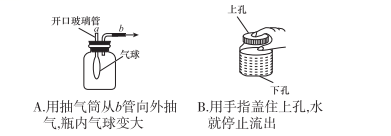 开口玻璃管
a
b
气球
上孔
下孔
A.用抽气筒从b管向外抽
气,瓶内气球变大
B.用手指盖住上孔,水
就停止流出